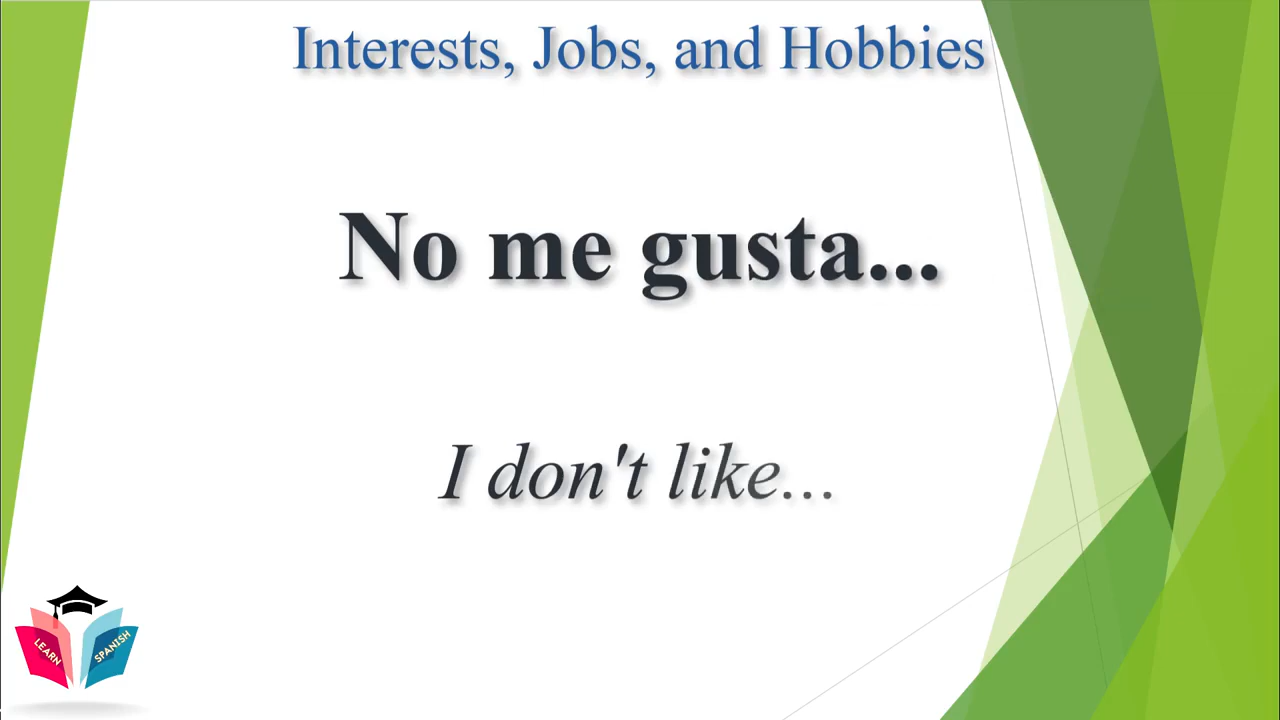 Interests, Jobs, and Hobbies
No me gusta...
I don't like...
LEARN
SPANISH